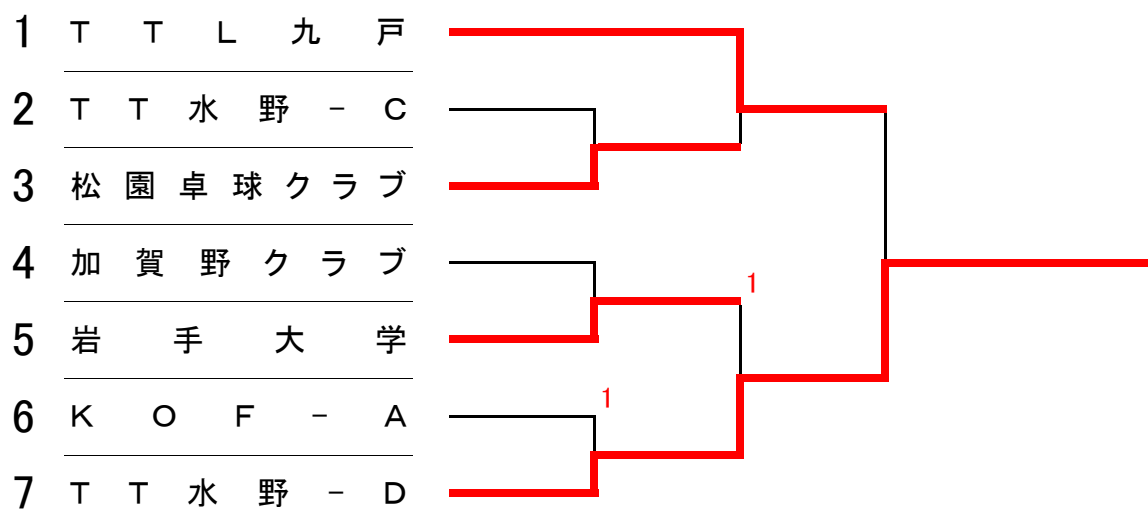 1 TTL九戸
2 TT水野-C
3 松園卓球クラブ
4 加賀野クラブ
1
5 岩手大学
1
6 KOF-A
7 TT水野-D